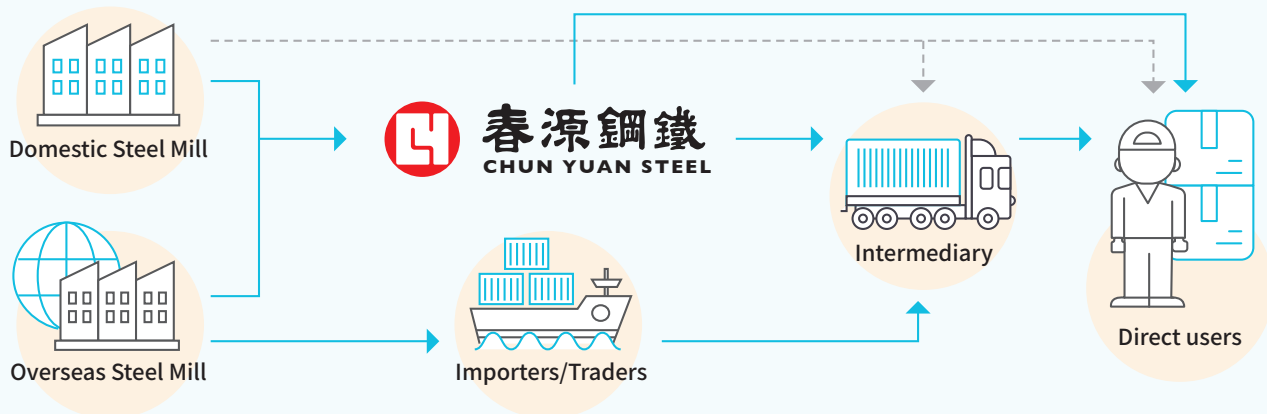 Domestic Steel Mill
春源鋼鐵
CHUN YUAN STEEL
Intermediary
Direct users
Overseas Steel Mill
Importers/Traders